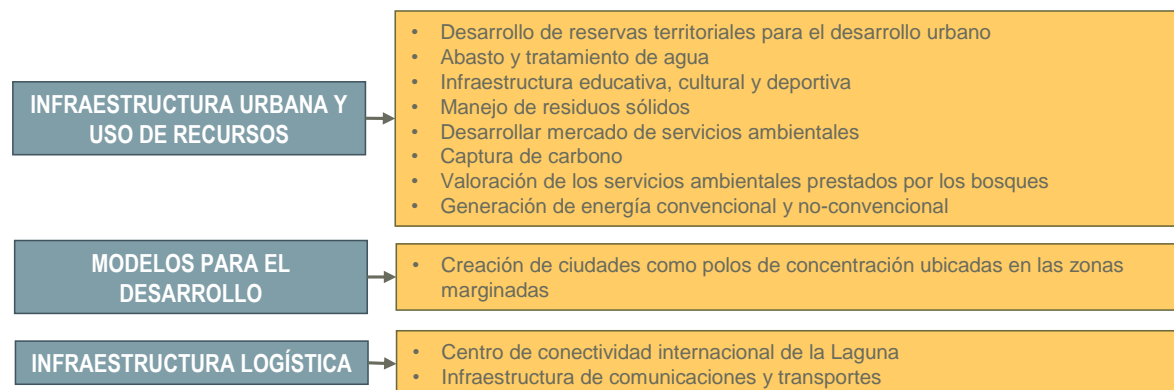 INFRAESTRUCTURA URBANA Y
USO DE RECURSOS
• Desarrollo de reservas territoriales para el desarrollo urbano
• Abasto y tratamiento de agua
• Infraestructura educativa, cultural y deportiva
• Manejo de residuos sólidos
• Desarrollar mercado de servicios ambientales
• Captura de carbono
• Valoración de los servicios ambientales prestados por los bosques
• Generación de energía convencional y no-convencional
MODELOS PARA EL
DESARROLLO
• Creación de ciudades como polos de concentración ubicadas en las zonas
marginadas
INFRAESTRUCTURA LOGÍSTICA
• Centro de conectividad internacional de la Laguna
• Infraestructura de comunicaciones y transportes